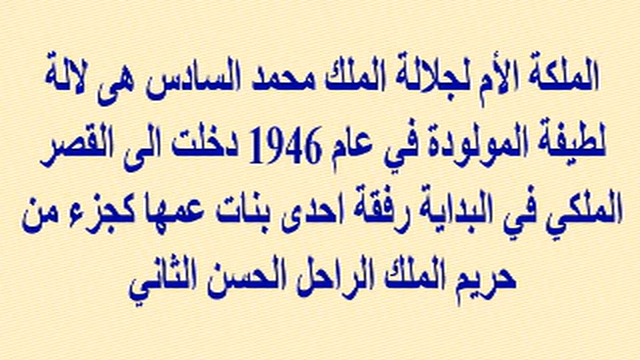 الملكة الأم لجلالة الملك محمد السادس هى لالة
لطيفة المولودة في عام 1946 دخلت الى القصر
الملكي في البداية رفقة احدى بنات عمها كجزء من
حريم الملك الراحل الحسن الثاني